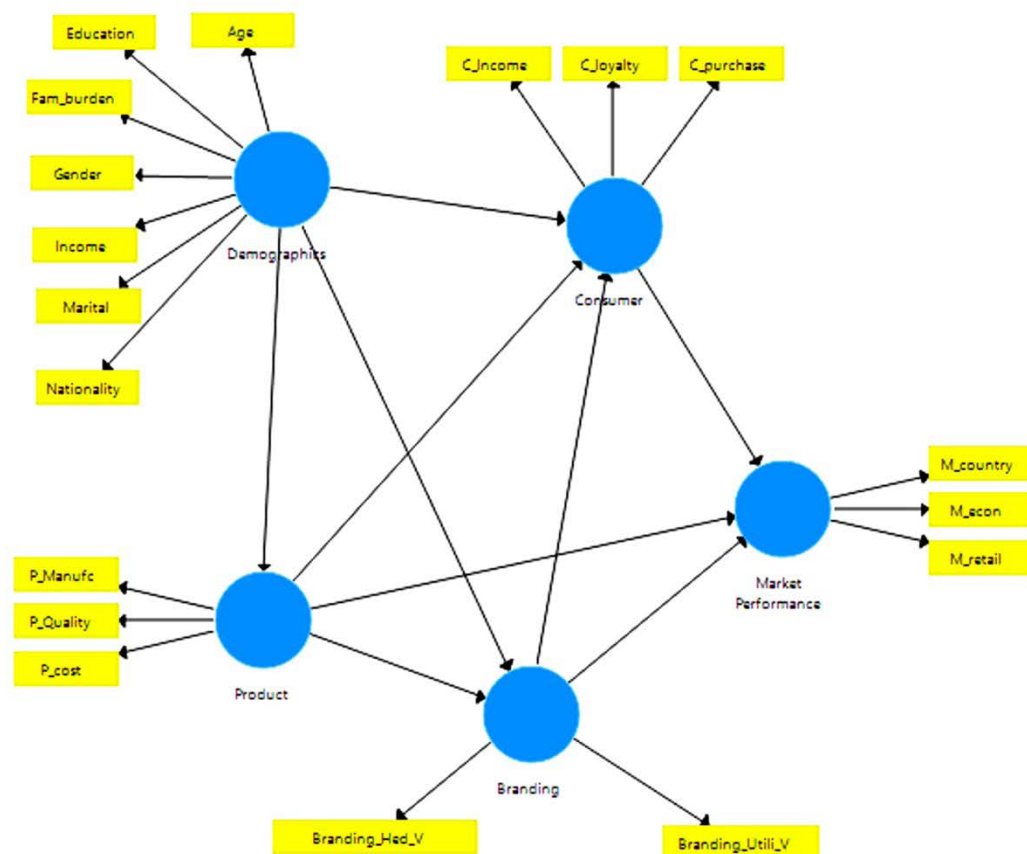 Education
Age
Fam_burden
Gender
Income
Marital
Nationality
Demographics
C_Income
C_loyalty
C_purchase
Consumer
M_country
M_econ
M_retail
Market
Performance
P_Manufc
P_Quality
P_cost
Product
Branding
Branding_Hed_V
Branding_Utili_V